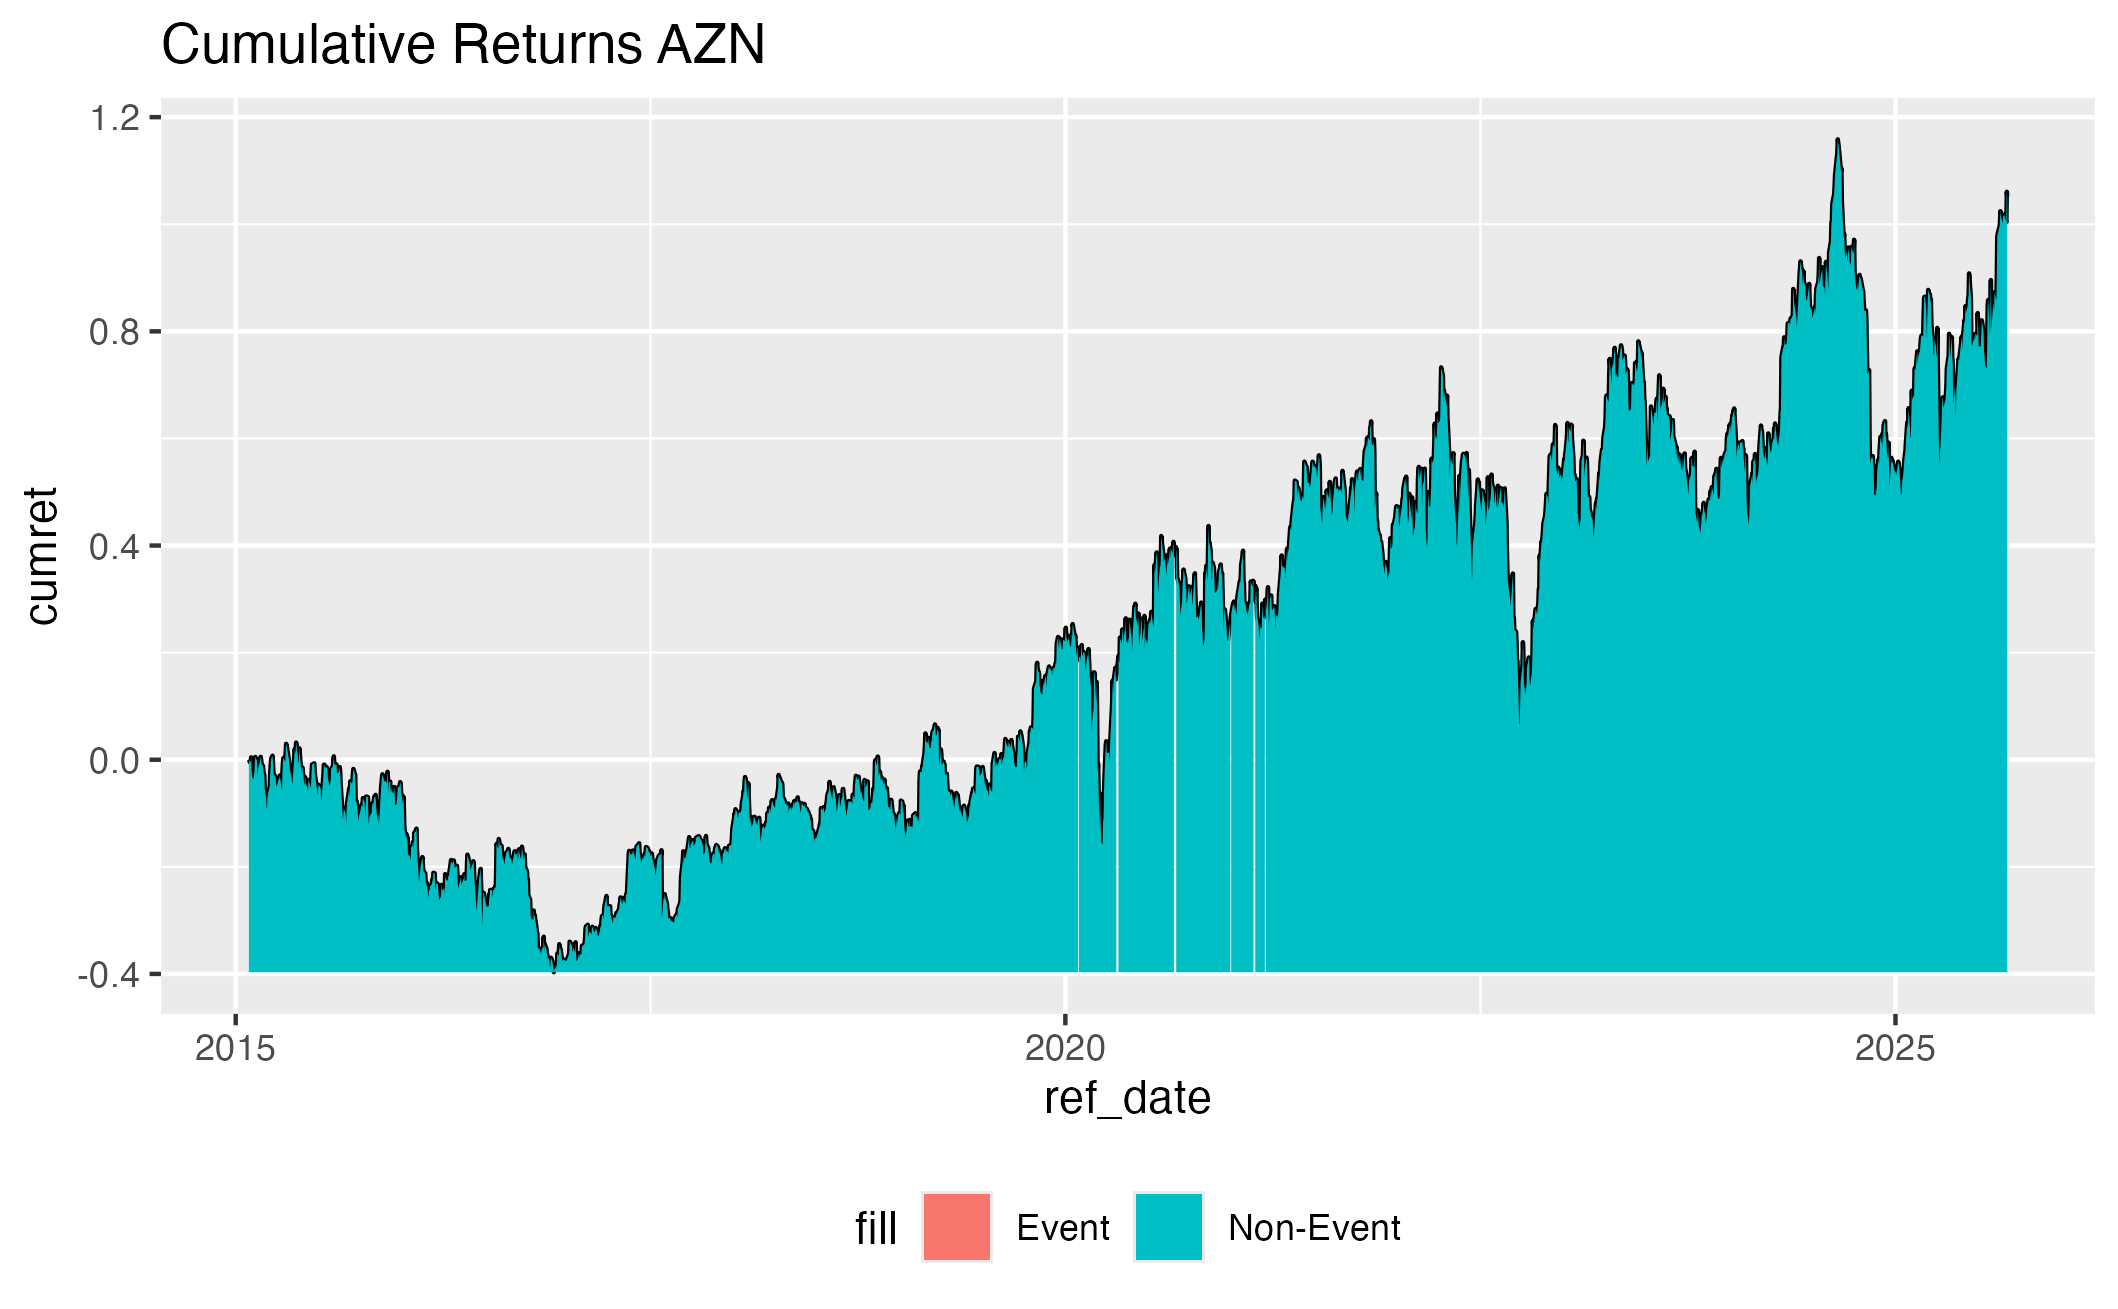 Cumulative Returns AZN
1.2
0.8
0.4
0.0
-0.4
cumret
2015 2020 2025
ref_date
fill Event Non-Event